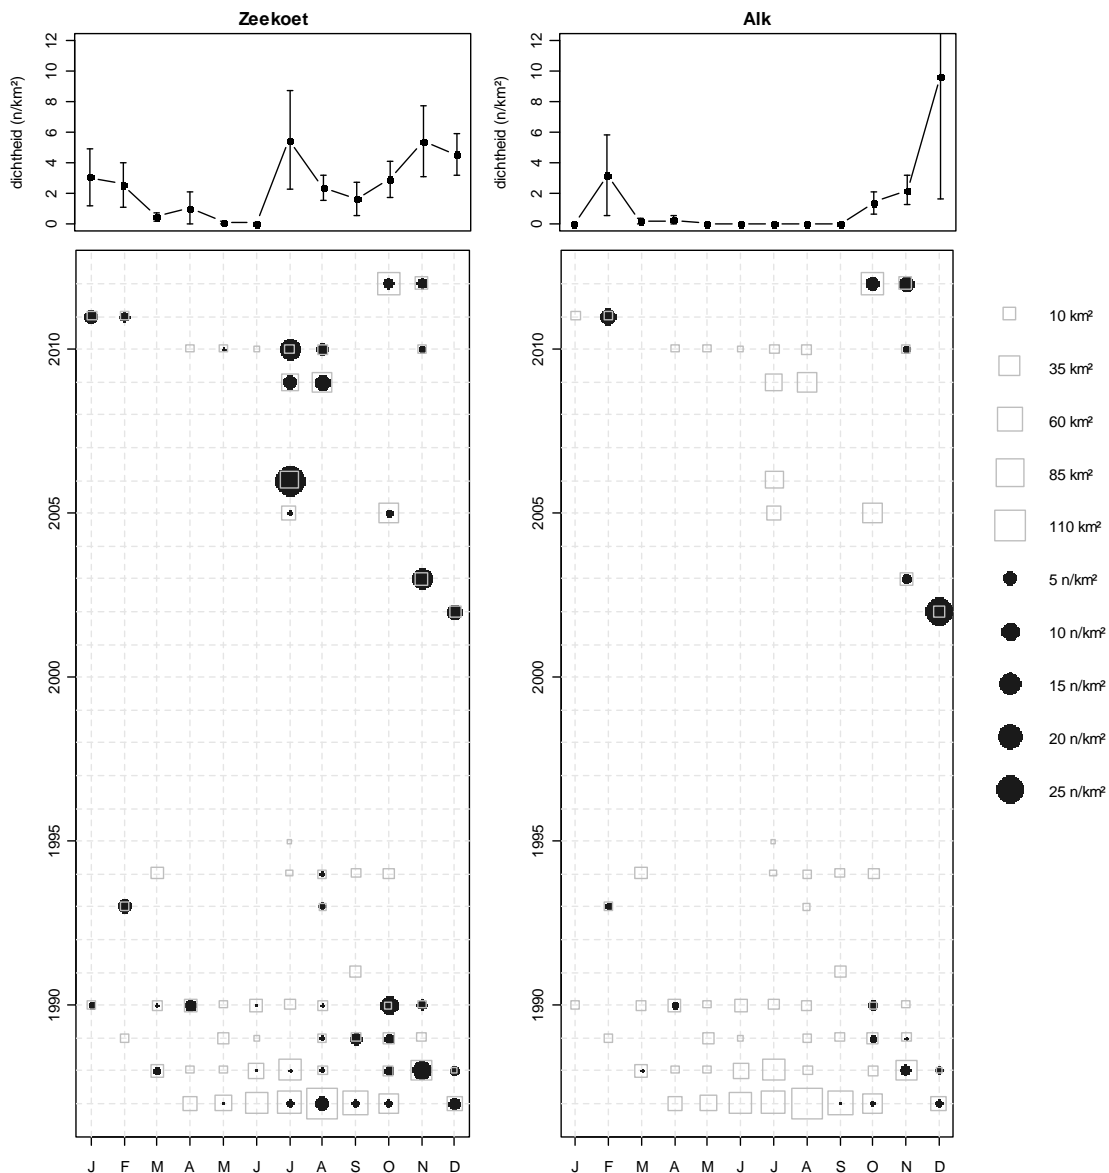 Zeekoet
Alk
dichtheid (n/km²)
0 2 4 6 8 10 12
dichtheid (n/km²)
0 2 4 6 8 10 12
2010
2005
2000
1995
1990
J F M A M J J A S O N D
2010
2005
2000
1995
1990
J F M A M J J A S O N D
10 km²
35 km²
60 km²
85 km²
110 km²
5 n/km²
10 n/km²
15 n/km²
20 n/km²
25 n/km²